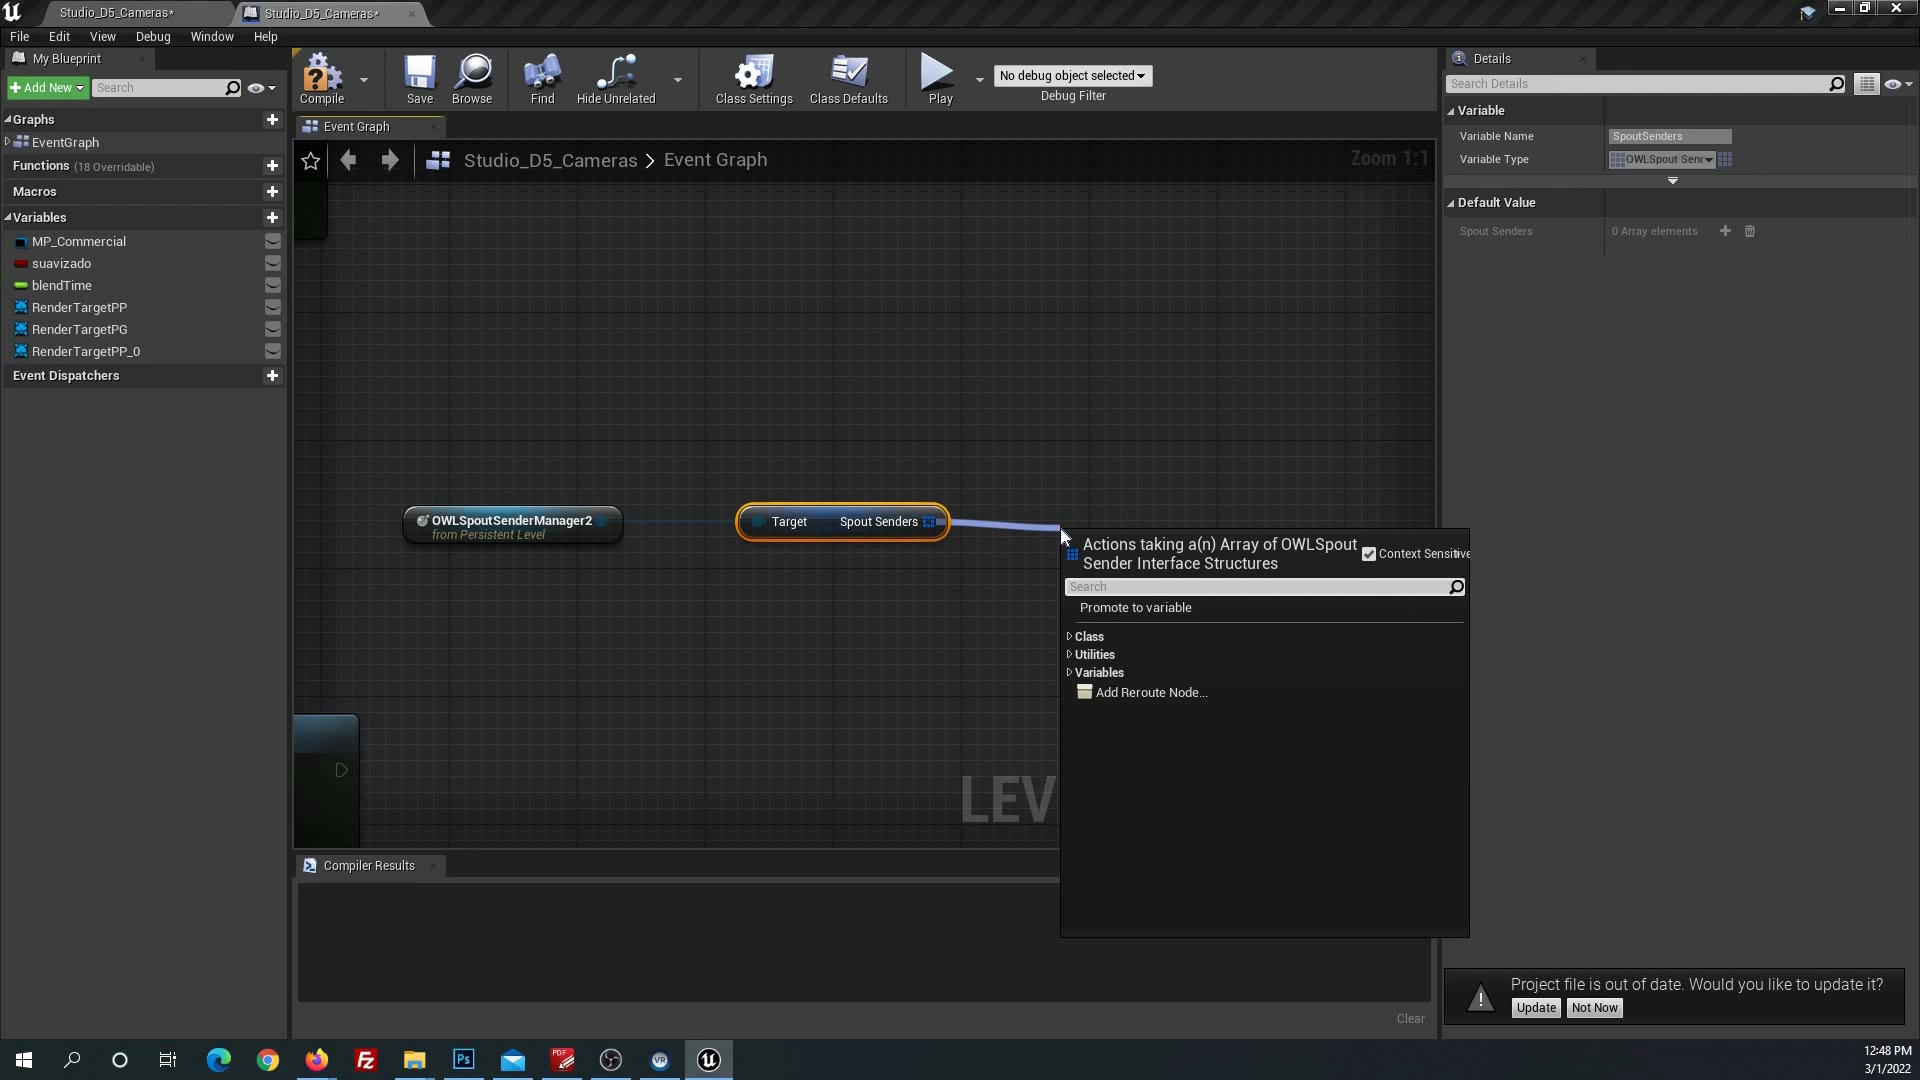 Studio_D5_Cameras*
Studio_D5_Cameras*
File Edit View Debug Window Help
My Blueprint
Add New
Search
Graphs
EventGraph
Functions (18 Overridable)
Macros
Variables
MP_Commercial
suavizado
blendTime
RenderTargetPP
RenderTargetPG
RenderTargetPP_0
Event Dispatchers
Compile
Save
Browse
Find
Hide Unrelated
Class Settings
Class Defaults
Play
No debug object selected
Debug Filter
Event Graph
Studio_D5_Cameras > Event Graph
Zoom 1:1
OWLSpoutSenderManager2
from Persistent Level
Target Spout Senders
LEV
Actions taking a(n) Array of OWLSpout
Sender Interface Structures
Context Sensitive
Search
Promote to variable
Class
Utilities
Variables
Add Reroute Node...
Compiler Results
Clear
Details
Search Details
Variable
Variable Name SpoutSenders
Variable Type OWLSpout Senc
Default Value
Spout Senders 0 Array elements
Project file is out of date. Would you like to update it?
Update Not Now
Fz
Ps
PDF
VR
12:48 PM
3/1/2022